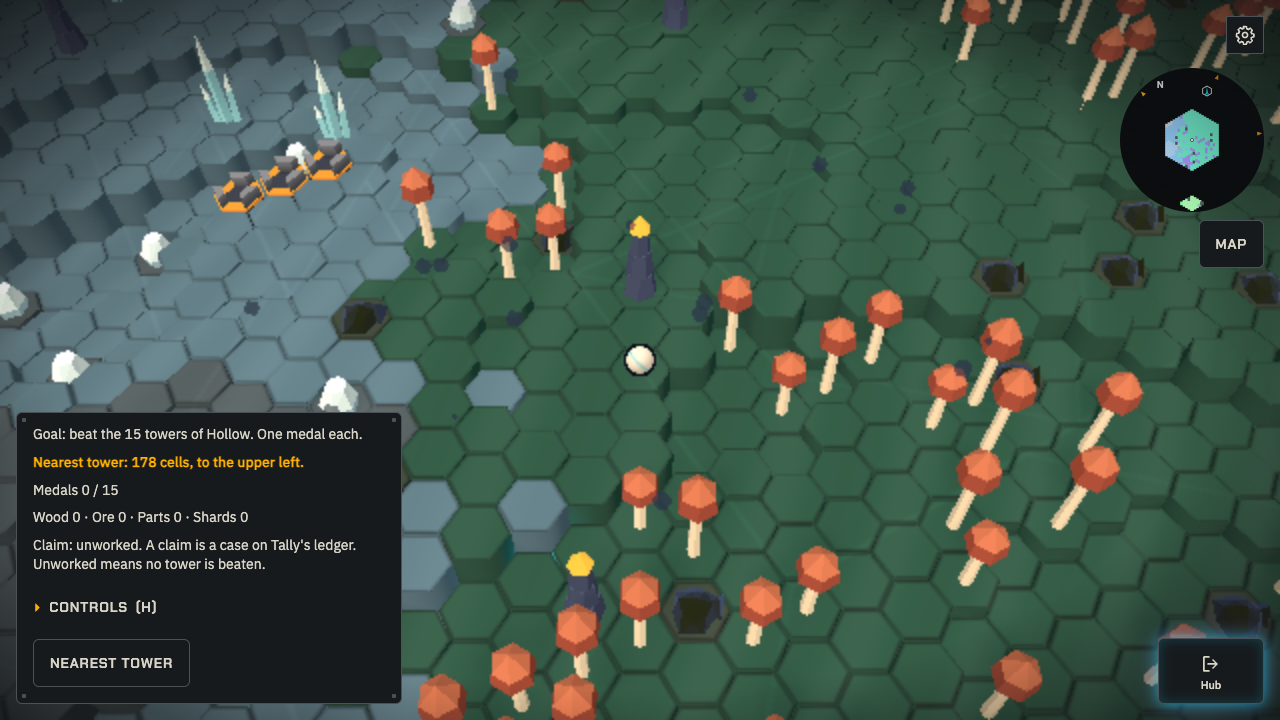 N
MAP
Goal: beat the 15 towers of Hollow. One medal each.
Nearest tower: 178 cells, to the upper left.
Medals 0 / 15
Wood 0 · Ore 0 · Parts 0 · Shards 0
Claim: unworked. A claim is a case on Tally's ledger.
Unworked means no tower is beaten.
CONTROLS (H)
NEAREST TOWER
Hub